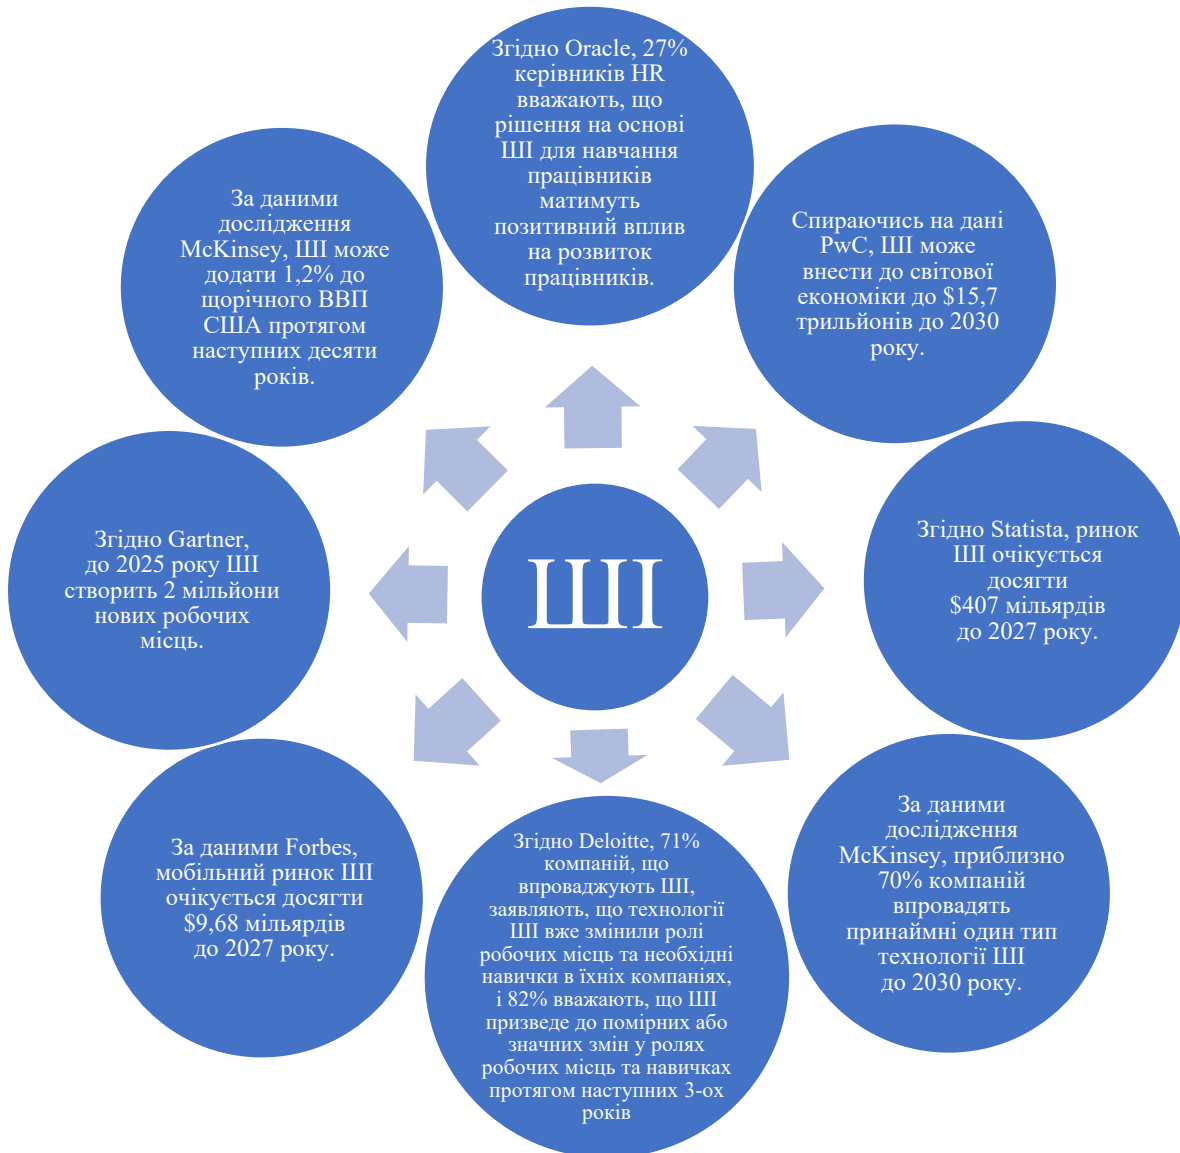 Згідно Oracle, 27%
керівників HR
вважають, що
рішення на основі
ШІ для навчання
працівників
матимуть
позитивний вплив
на розвиток
працівників.
Спираючись на дані
PwC, ШІ може
внести до світової
економіки до $15,7
трильйонів до 2030
року.
Згідно Statista, ринок
ШІ очікується
досягти
$407 мільярдів
до 2027 року.
За даними
дослідження
McKinsey, приблизно
70% компаній
впровадять
принаймні один тип
технології ШІ
до 2030 року.
Згідно Deloitte, 71%
компаній, що
впроваджують ШІ,
заявляють, що технології
ШІ вже змінили ролі
робочих місць та необхідні
навички в їхніх компаніях,
і 82% вважають, що ШІ
призведе до помірних або
значних змін у ролях
робочих місць та навичках
протягом наступних 3-ох
років
За даними Forbes,
мобільний ринок ШІ
очікується досягти
$9,68 мільярдів
до 2027 року.
Згідно Gartner,
до 2025 року ШІ
створить 2 мільйони
нових робочих
місць.
За даними
дослідження
McKinsey, ШІ може
додати 1,2% до
щорічного ВВП
США протягом
наступних десяти
років.
ШІ